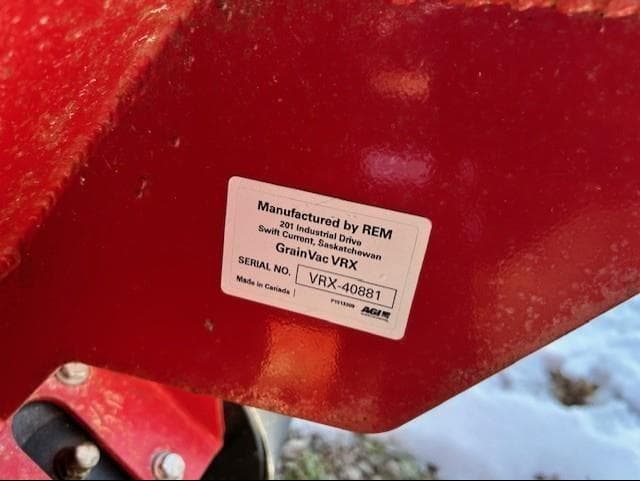 Manufactured by REM
201 Industrial Drive
Swift Current, Saskatchewan
GrainVac VRX
SERIAL NO. VRX-40881
Made in Canada AGI